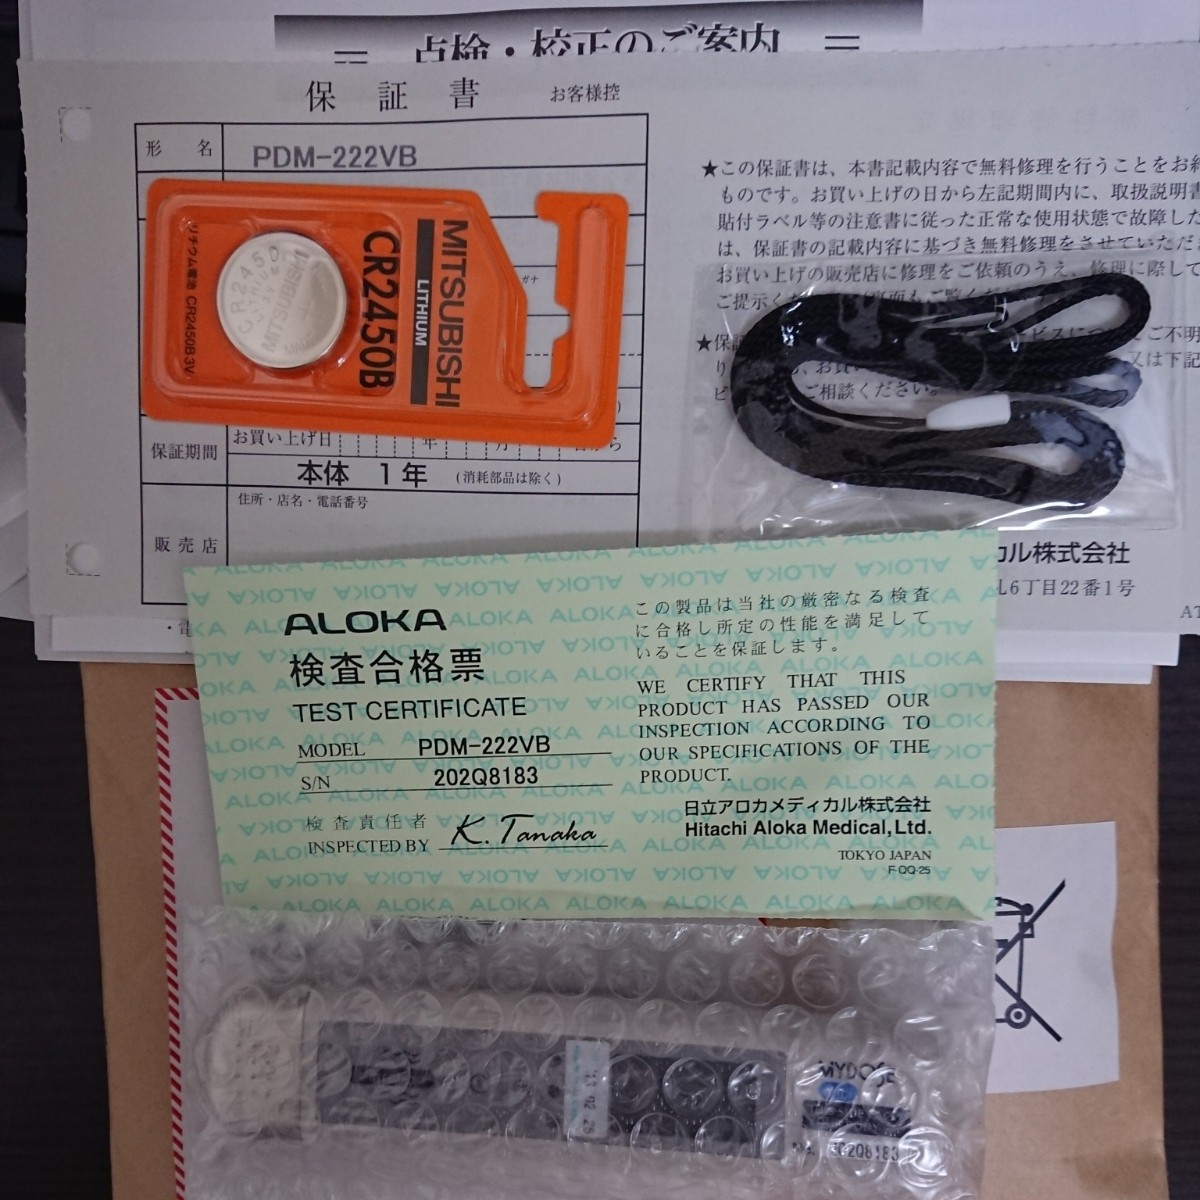 = 点検・校正のご案内 =
保証書 お客様控
形名 PDM-222VB
MITSUBISHI
LITHIUM
CR2450B
リチウム電池 CR2450B 3V
CR2450
LITHIUM
MITSUBISHI
保証期間
お買い上げ日 年 月 日から
本体 1年 (消耗部品は除く)
販売店
住所・店名・電話番号
★この保証書は、本書記載内容で無料修理を行うことをお
ものです。お買い上げの日から左記期間内に、取扱説明書
貼付ラベル等の注意書に従った正常な使用状態で故障した
は、保証書の記載内容に基づき無料修理をさせていただ
お買い上げの販売店に修理をご依頼のうえ、修理に際して
ご提示く
★保
ご相談ください。
カル株式会社
6丁目22番1号
ALOKA
検査合格票
TEST CERTIFICATE
MODEL PDM-222VB
S/N 202Q8183
検査責任者
INSPECTED BY K. Tanaka
この製品は当社の厳密なる検査
に合格し所定の性能を満足して
いることを保証します。
WE CERTIFY THAT THIS
PRODUCT HAS PASSED OUR
INSPECTION ACCORDING TO
OUR SPECIFICATIONS OF THE
PRODUCT.
日立アロカメディカル株式会社
Hitachi Aloka Medical,Ltd.
TOKYO JAPAN
F-QQ-25
MYDOSE
202Q8183